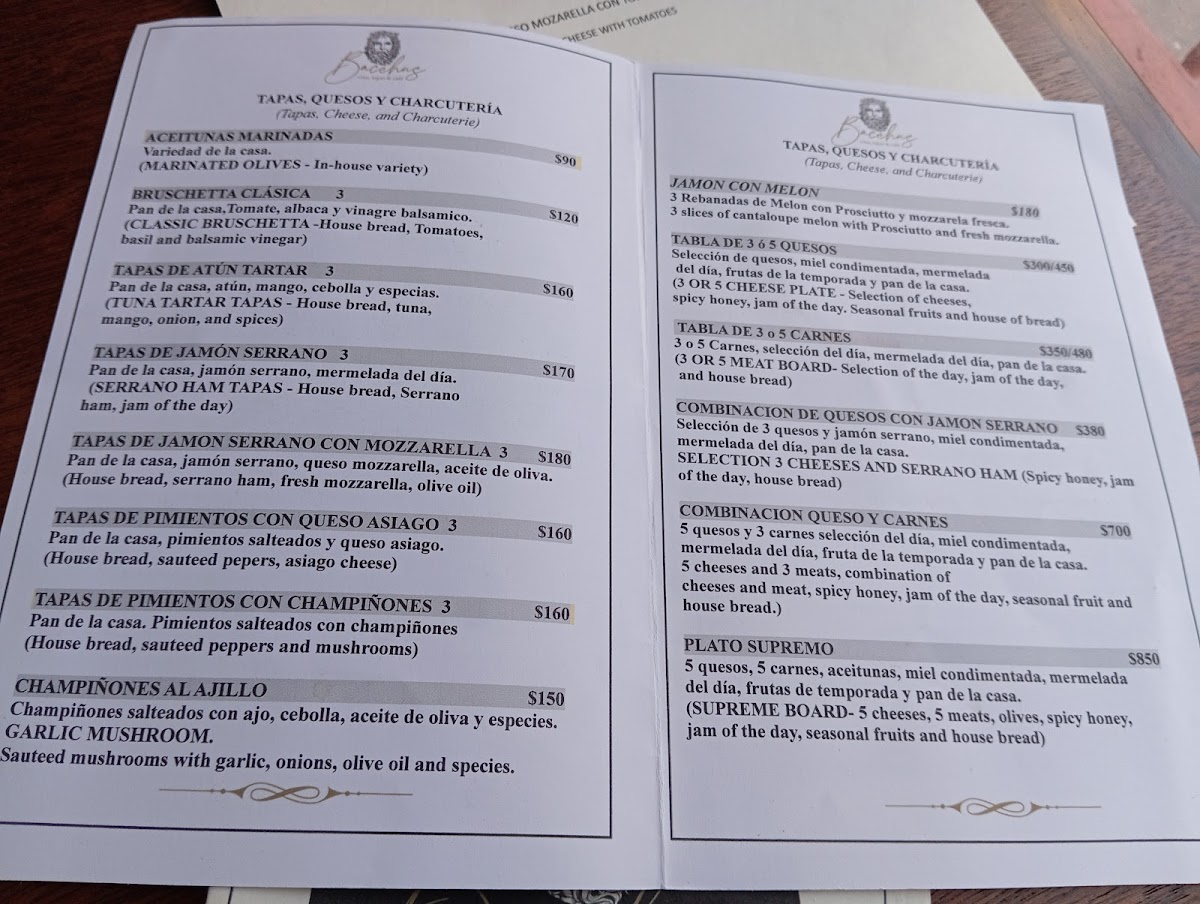 SO MOZARELLA CON
CHEESE WITH TOMATOES
Bacchus
TAPAS, QUESOS Y CHARCUTERÍA
(Tapas, Cheese, and Charcuterie)
ACEITUNAS MARINADAS
Variedad de la casa. $90
(MARINATED OLIVES - In-house variety)
BRUSCHETTA CLÁSICA 3
Pan de la casa,Tomate, albaca y vinagre balsamico. $120
(CLASSIC BRUSCHETTA -House bread, Tomatoes,
basil and balsamic vinegar)
TAPAS DE ATÚN TARTAR 3
Pan de la casa, atún, mango, cebolla y especias. $160
(TUNA TARTAR TAPAS - House bread, tuna,
mango, onion, and spices)
TAPAS DE JAMÓN SERRANO 3
Pan de la casa, jamón serrano, mermelada del día. $170
(SERRANO HAM TAPAS - House bread, Serrano
ham, jam of the day)
TAPAS DE JAMON SERRANO CON MOZZARELLA 3 $180
Pan de la casa, jamón serrano, queso mozzarella, aceite de oliva.
(House bread, serrano ham, fresh mozzarella, olive oil)
TAPAS DE PIMIENTOS CON QUESO ASIAGO 3 $160
Pan de la casa, pimientos salteados y queso asiago.
(House bread, sauteed pepers, asiago cheese)
TAPAS DE PIMIENTOS CON CHAMPIÑONES 3 $160
Pan de la casa. Pimientos salteados con champiñones
(House bread, sauteed peppers and mushrooms)
CHAMPIÑONES AL AJILLO $150
Champiñones salteados con ajo, cebolla, aceite de oliva y especies.
GARLIC MUSHROOM.
Sauteed mushrooms with garlic, onions, olive oil and species.
Bacchus
TAPAS, QUESOS Y CHARCUTERÍA
(Tapas, Cheese, and Charcuterie)
JAMON CON MELON $180
3 Rebanadas de Melon con Prosciutto y mozzarela fresca.
3 slices of cantaloupe melon with Prosciutto and fresh mozzarella.
TABLA DE 3 ó 5 QUESOS $300/450
Selección de quesos, miel condimentada, mermelada
del día, frutas de la temporada y pan de la casa.
(3 OR 5 CHEESE PLATE - Selection of cheeses,
spicy honey, jam of the day. Seasonal fruits and house of bread)
TABLA DE 3 o 5 CARNES $350/480
3 o 5 Carnes, selección del día, mermelada del día, pan de la casa.
(3 OR 5 MEAT BOARD- Selection of the day, jam of the day,
and house bread)
COMBINACION DE QUESOS CON JAMON SERRANO $380
Selección de 3 quesos y jamón serrano, miel condimentada,
mermelada del día, pan de la casa.
SELECTION 3 CHEESES AND SERRANO HAM (Spicy honey, jam
of the day, house bread)
COMBINACION QUESO Y CARNES $700
5 quesos y 3 carnes selección del día, miel condimentada,
mermelada del día, fruta de la temporada y pan de la casa.
5 cheeses and 3 meats, combination of
cheeses and meat, spicy honey, jam of the day, seasonal fruit and
house bread.)
PLATO SUPREMO $850
5 quesos, 5 carnes, aceitunas, miel condimentada, mermelada
del día, frutas de temporada y pan de la casa.
(SUPREME BOARD- 5 cheeses, 5 meats, olives, spicy honey,
jam of the day, seasonal fruits and house bread)